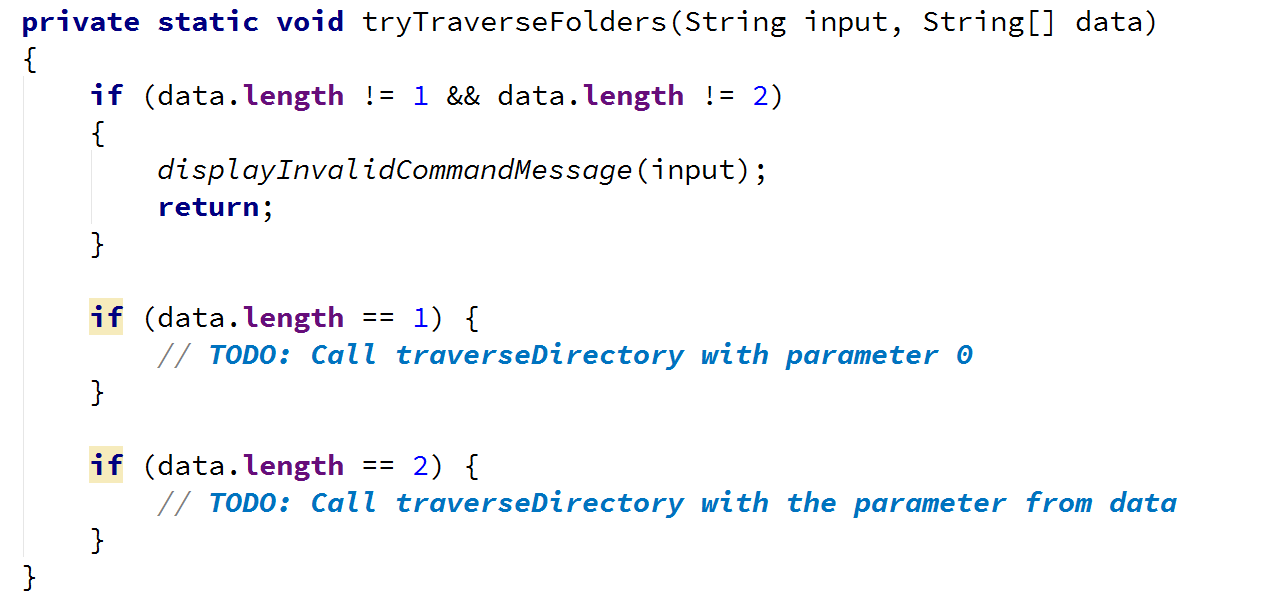 private static void tryTraverseFolders(String input, String[] data)
{
    if (data.length != 1 && data.length != 2)
    {
        displayInvalidCommandMessage(input);
        return;
    }

    if (data.length == 1) {
        // TODO: Call traverseDirectory with parameter 0
    }

    if (data.length == 2) {
        // TODO: Call traverseDirectory with the parameter from data
    }
}